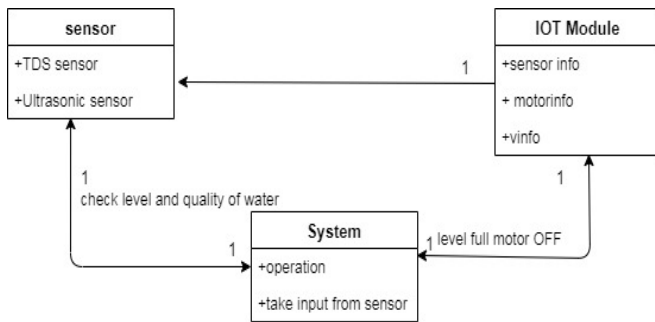 sensor
+TDS sensor
+Ultrasonic sensor
IOT Module
+sensor info
+ motorinfo
+vinfo
1
1
check level and quality of water
1
1
System
+operation
+take input from sensor
1
level full motor OFF